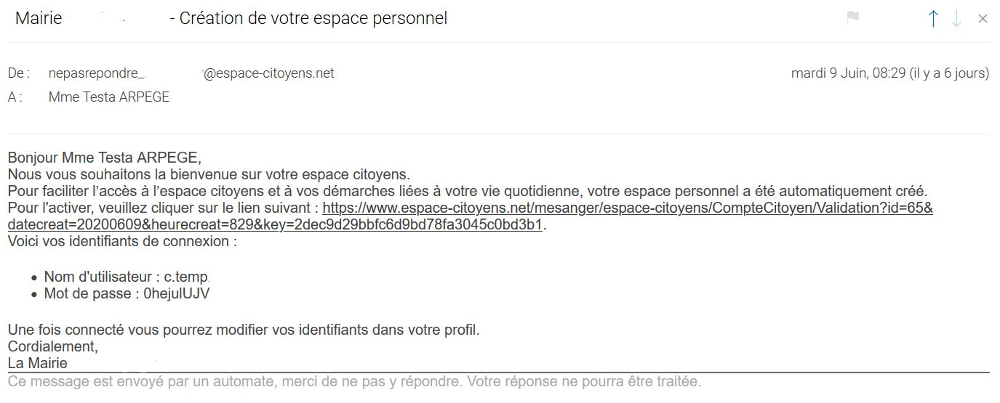 Mairie - Création de votre espace personnel
De : nepasrepondre_ @espace-citoyens.net mardi 9 Juin, 08:29 (il y a 6 jours)
A : Mme Testa ARPEGE
Bonjour Mme Testa ARPEGE,
Nous vous souhaitons la bienvenue sur votre espace citoyens.
Pour faciliter l’accès à l’espace citoyens et à vos démarches liées à votre vie quotidienne, votre espace personnel a été automatiquement créé.
Pour l'activer, veuillez cliquer sur le lien suivant : https://www.espace-citoyens.net/mesanger/espace-citoyens/CompteCitoyen/Validation?id=65&
datecreat=20200609&heurecreat=829&key=2dec9d29bbfc6d9bd78fa3045c0bd3b1.
Voici vos identifiants de connexion :
• Nom d'utilisateur : c.temp
• Mot de passe : 0hejulUJV
Une fois connecté vous pourrez modifier vos identifiants dans votre profil.
Cordialement,
La Mairie
Ce message est envoyé par un automate, merci de ne pas y répondre. Votre réponse ne pourra être traitée.